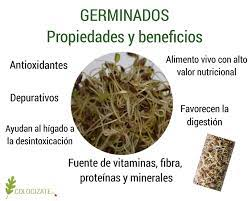 GERMINADOS
Propiedades y beneficios
Antioxidantes
Alimento vivo con alto
valor nutricional
Depurativos
Favorecen la
digestión
Ayudan al hígado a
la desintoxicación
Fuente de vitaminas, fibra,
proteínas y minerales
COLOCIZATE